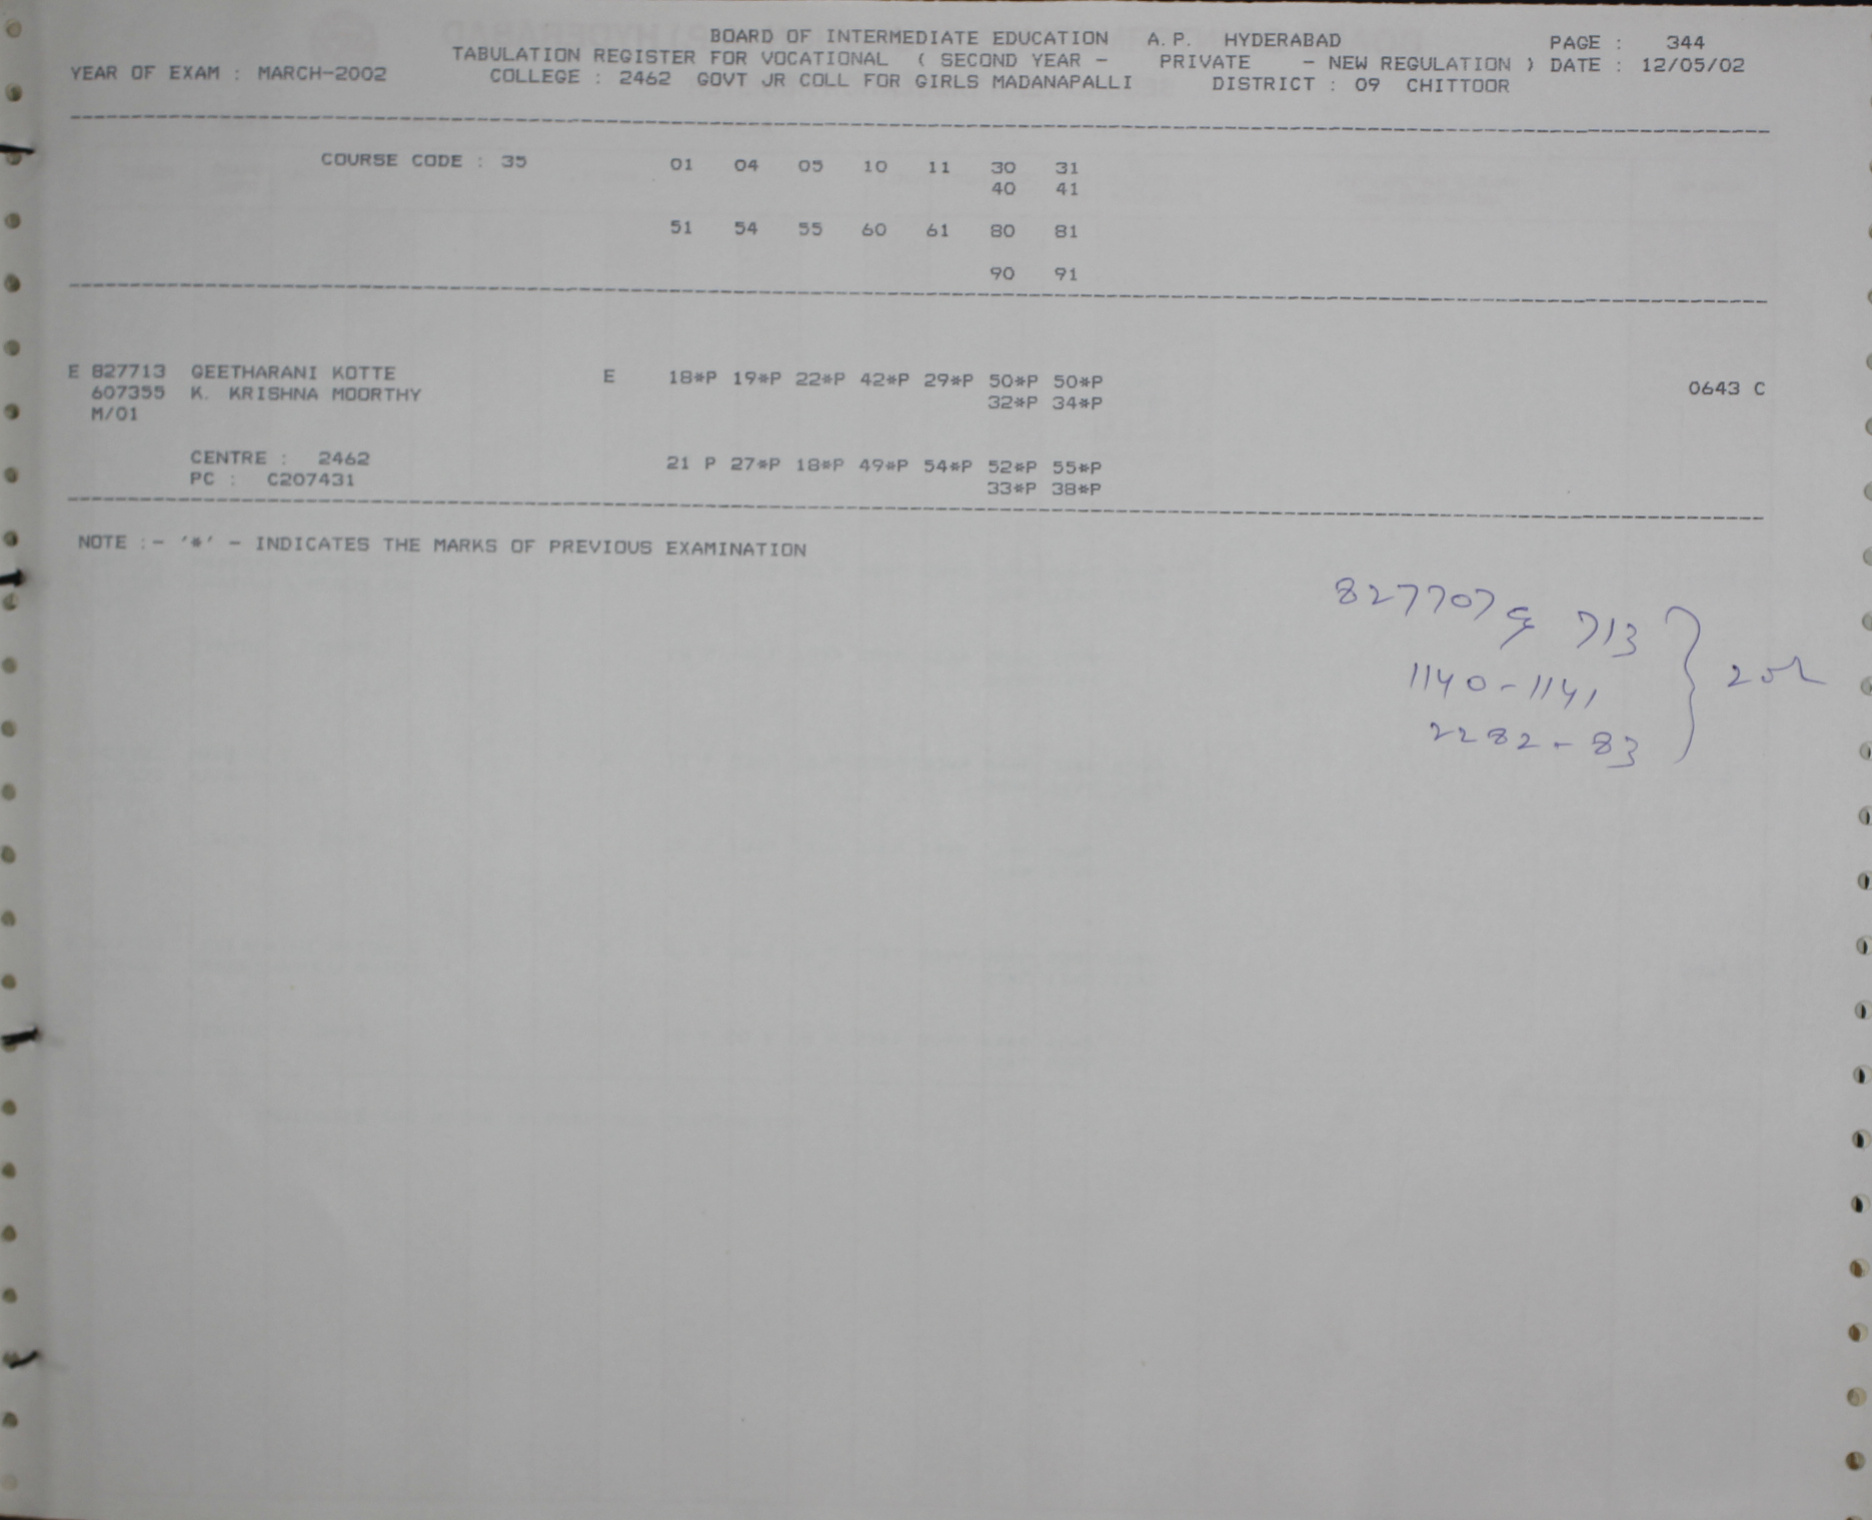 BOARD OF INTERMEDIATE EDUCATION A.P. HYDERABAD PAGE : 344
TABULATION REGISTER FOR VOCATIONAL ( SECOND YEAR - PRIVATE - NEW REGULATION ) DATE : 12/05/02
YEAR OF EXAM : MARCH-2002 COLLEGE : 2462 GOVT JR COLL FOR GIRLS MADANAPALLI DISTRICT : 09 CHITTOOR
COURSE CODE : 35 01 04 05 10 11 30 31
40 41
51 54 55 60 61 80 81
90 91
E 827713 GEETHARANI KOTTE E 18*P 19*P 22*P 42*P 29*P 50*P 50*P 0643 C
607355 K. KRISHNA MOORTHY 32*P 34*P
M/01
CENTRE : 2462 21 P 27*P 18*P 49*P 54*P 52*P 55*P
PC : C207431 33*P 38*P
NOTE :- '*' - INDICATES THE MARKS OF PREVIOUS EXAMINATION
827707 & 713
1140-1141
2282-83